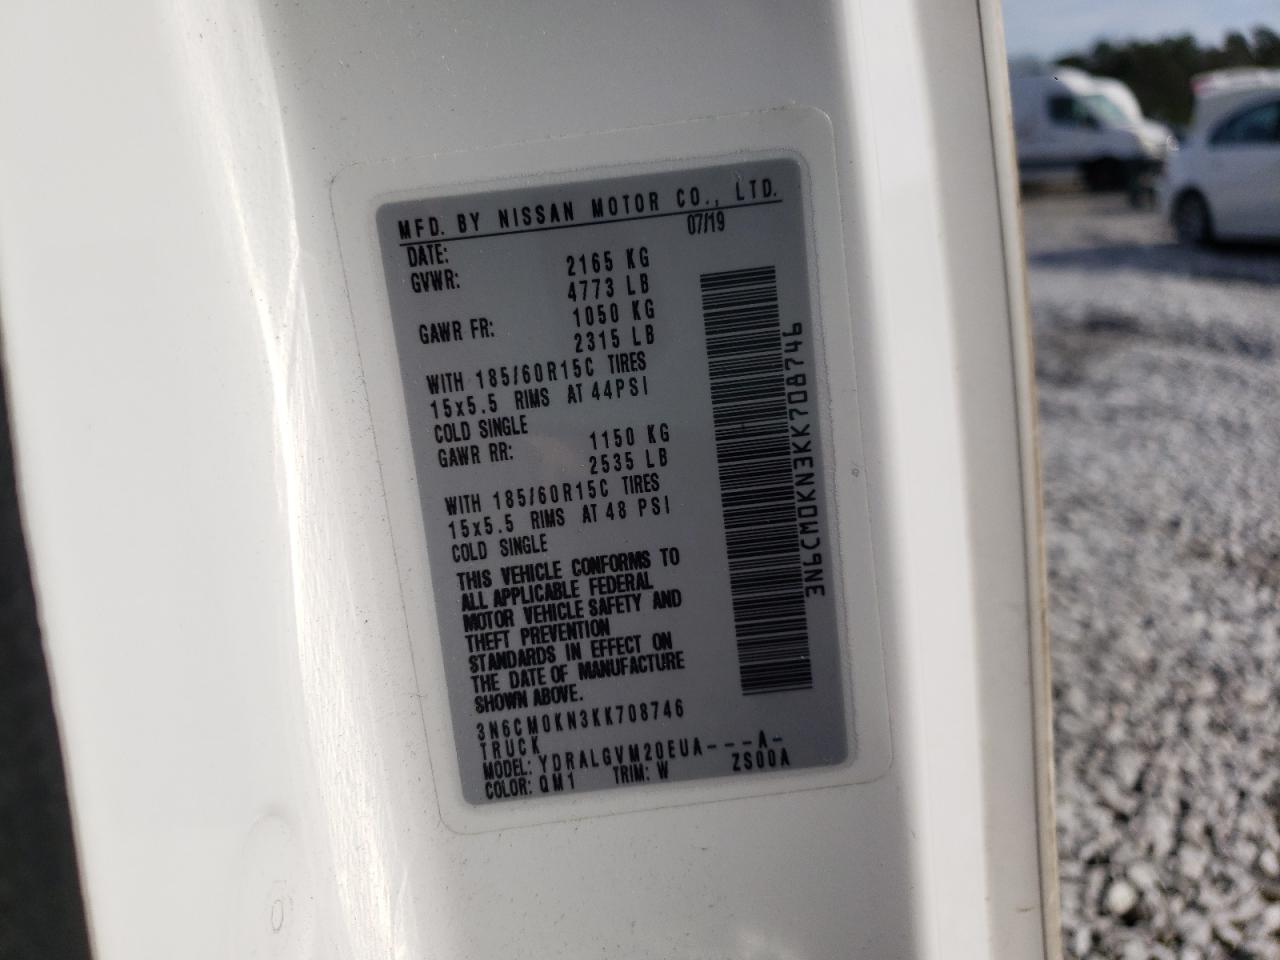 MFD. BY NISSAN MOTOR CO., LTD.
DATE: 07/19
GVWR: 2165 KG
4773 LB
GAWR FR: 1050 KG
2315 LB
WITH 185/60R15C TIRES
15x5.5 RIMS AT 44PSI
COLD SINGLE
GAWR RR: 1150 KG
2535 LB
WITH 185/60R15C TIRES
15x5.5 RIMS AT 48 PSI
COLD SINGLE
THIS VEHICLE CONFORMS TO
ALL APPLICABLE FEDERAL
MOTOR VEHICLE SAFETY AND
THEFT PREVENTION
STANDARDS IN EFFECT ON
THE DATE OF MANUFACTURE
SHOWN ABOVE.
3N6CM0KN3KK708746
TRUCK
MODEL: YDRALGVM20EUA---A-
COLOR: QM1 TRIM: W ZS00A
3N6CM0KN3KK708746